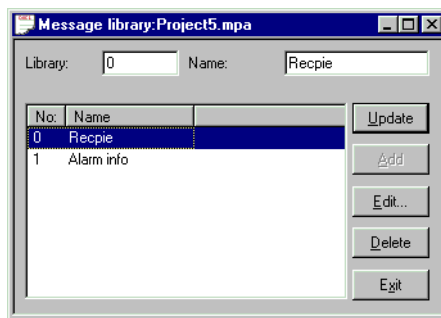 Message library:Project5.mpa
Library: 0 Name: Recpie
No: Name
0 Recpie
1 Alarm info
Update
Add
Edit...
Delete
Exit